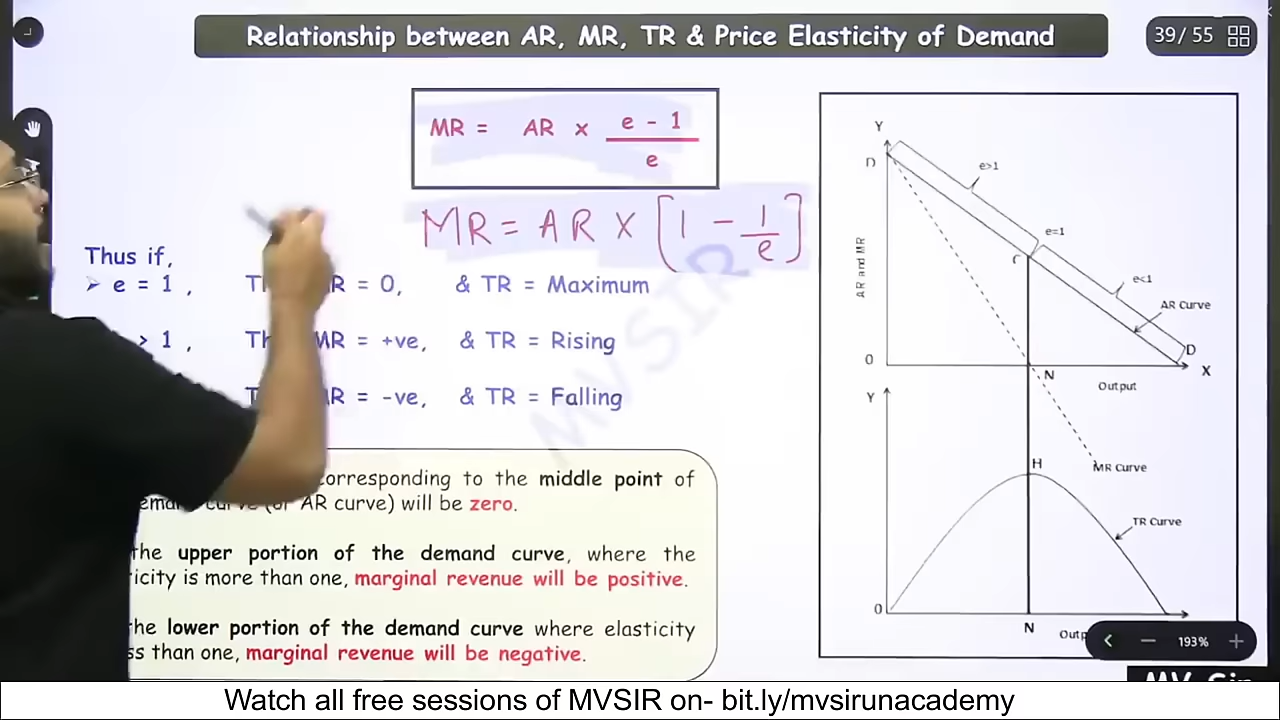 Relationship between AR, MR, TR & Price Elasticity of Demand
39/ 55
MR = AR x e - 1 / e
MR = AR x [1 - 1/e]
Thus if,
➢ e = 1 , MR = 0, & TR = Maximum
> 1 , MR = +ve, & TR = Rising
MR = -ve, & TR = Falling
corresponding to the middle point of
curve (or AR curve) will be zero.
the upper portion of the demand curve, where the
is more than one, marginal revenue will be positive.
the lower portion of the demand curve where elasticity
than one, marginal revenue will be negative.
MVSIR
Y
D
e>1
e=1
C
e<1
AR and MR
AR Curve
D
0
N
X
Output
Y
MR Curve
H
TR Curve
0
N
193%
Watch all free sessions of MVSIR on- bit.ly/mvsirunacademy